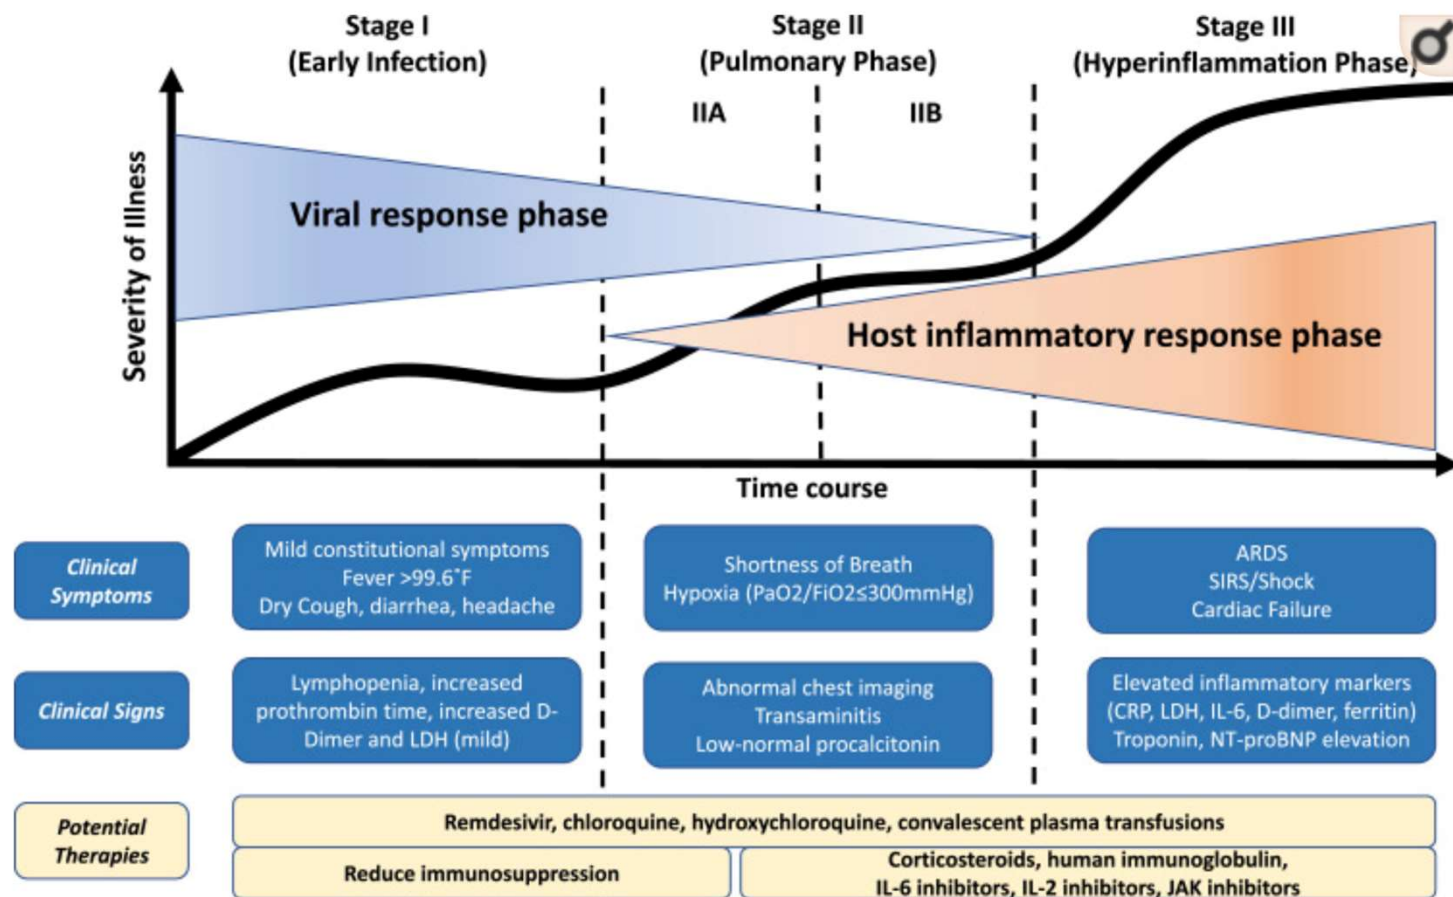 Stage I
(Early Infection)
Stage II
(Pulmonary Phase)
Stage III
(Hyperinflammation Phase)
IIA
IIB
Severity of Illness
Viral response phase
Host inflammatory response phase
Time course
Clinical
Symptoms
Mild constitutional symptoms
Fever >99.6˚F
Dry Cough, diarrhea, headache
Shortness of Breath
Hypoxia (PaO2/FiO2≤300mmHg)
ARDS
SIRS/Shock
Cardiac Failure
Clinical Signs
Lymphopenia, increased
prothrombin time, increased D-
Dimer and LDH (mild)
Abnormal chest imaging
Transaminitis
Low-normal procalcitonin
Elevated inflammatory markers
(CRP, LDH, IL-6, D-dimer, ferritin)
Troponin, NT-proBNP elevation
Potential
Therapies
Remdesivir, chloroquine, hydroxychloroquine, convalescent plasma transfusions
Reduce immunosuppression
Corticosteroids, human immunoglobulin,
IL-6 inhibitors, IL-2 inhibitors, JAK inhibitors